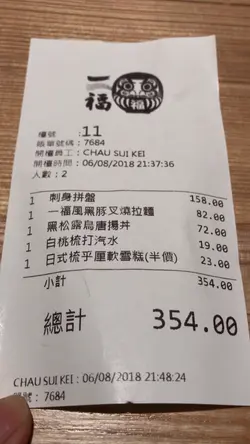 一福
福
檯號 :11
賬單號碼 : 7684
開檯員工 : CHAU SUI KEI
開檯時間 : 06/08/2018 21:37:36
人數 : 2
1 刺身拼盤 158.00
1 一福風黑豚叉燒拉麵 82.00
1 黑松露烏唐揚丼 72.00
1 白桃梳打汽水 19.00
1 日式梳乎厘軟雪糕(半價) 23.00
小計 354.00
總計 354.00
CHAU SUI KEI : 06/08/2018 21:48:24
: 7684